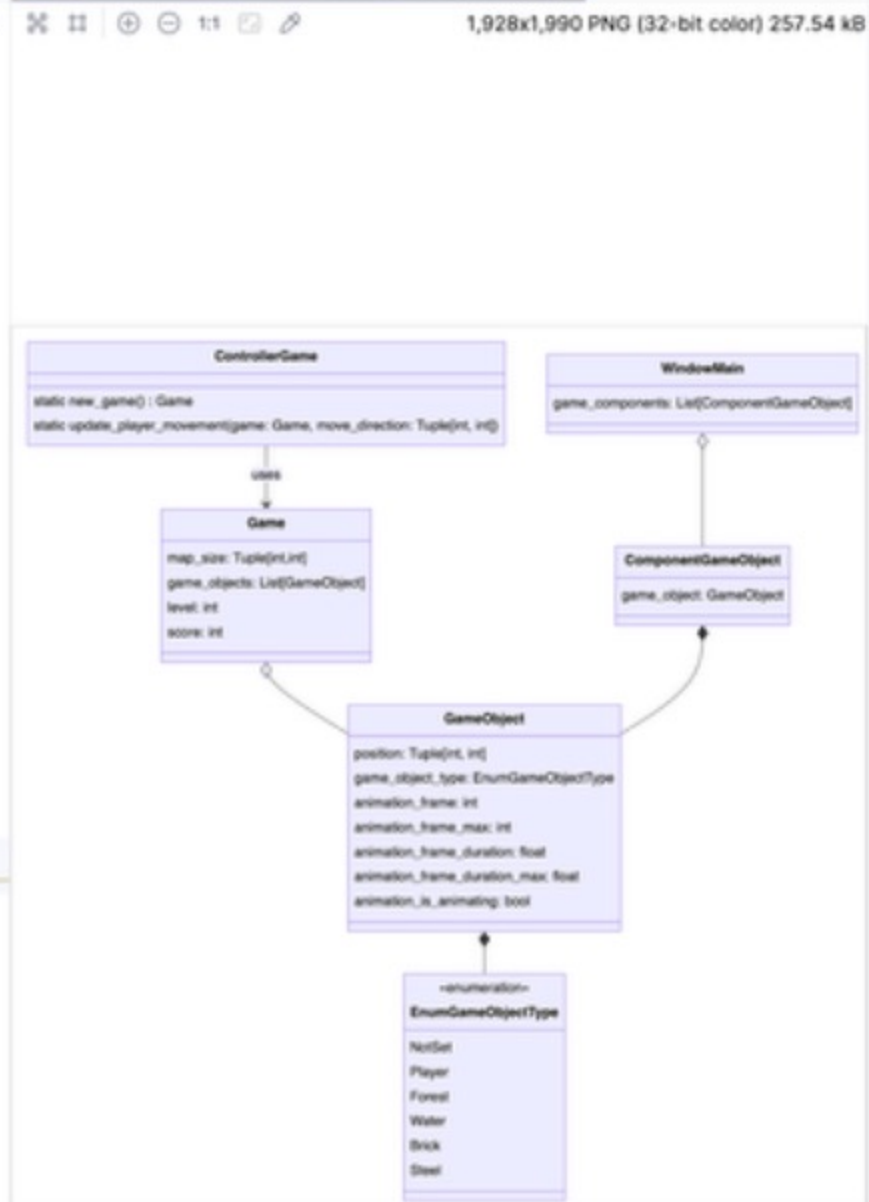 1:1
1,928x1,990 PNG (32-bit color) 257.54 kB
ControllerGame
static new_game() : Game
static update_player_movement(game: Game, move_direction: Tuple[int, int])
WindowMain
game_components: List[ComponentGameObject]
uses
Game
map_size: Tuple[int,int]
game_objects: List[GameObject]
level: int
score: int
ComponentGameObject
game_object: GameObject
GameObject
position: Tuple[int, int]
game_object_type: EnumGameObjectType
animation_frame: int
animation_frame_max: int
animation_frame_duration: float
animation_frame_duration_max: float
animation_is_animating: bool
«enumeration»
EnumGameObjectType
NotSet
Player
Forest
Water
Brick
Steel